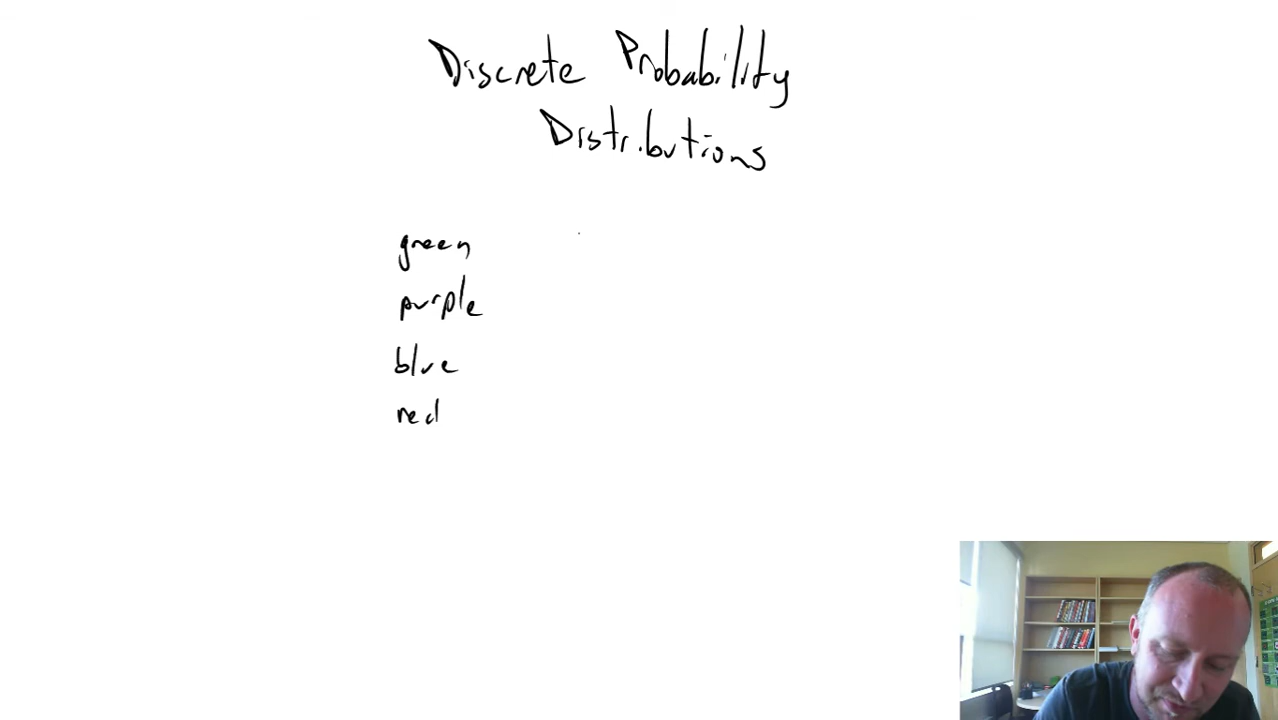 Discrete Probability
Distributions
green
purple
blue
red